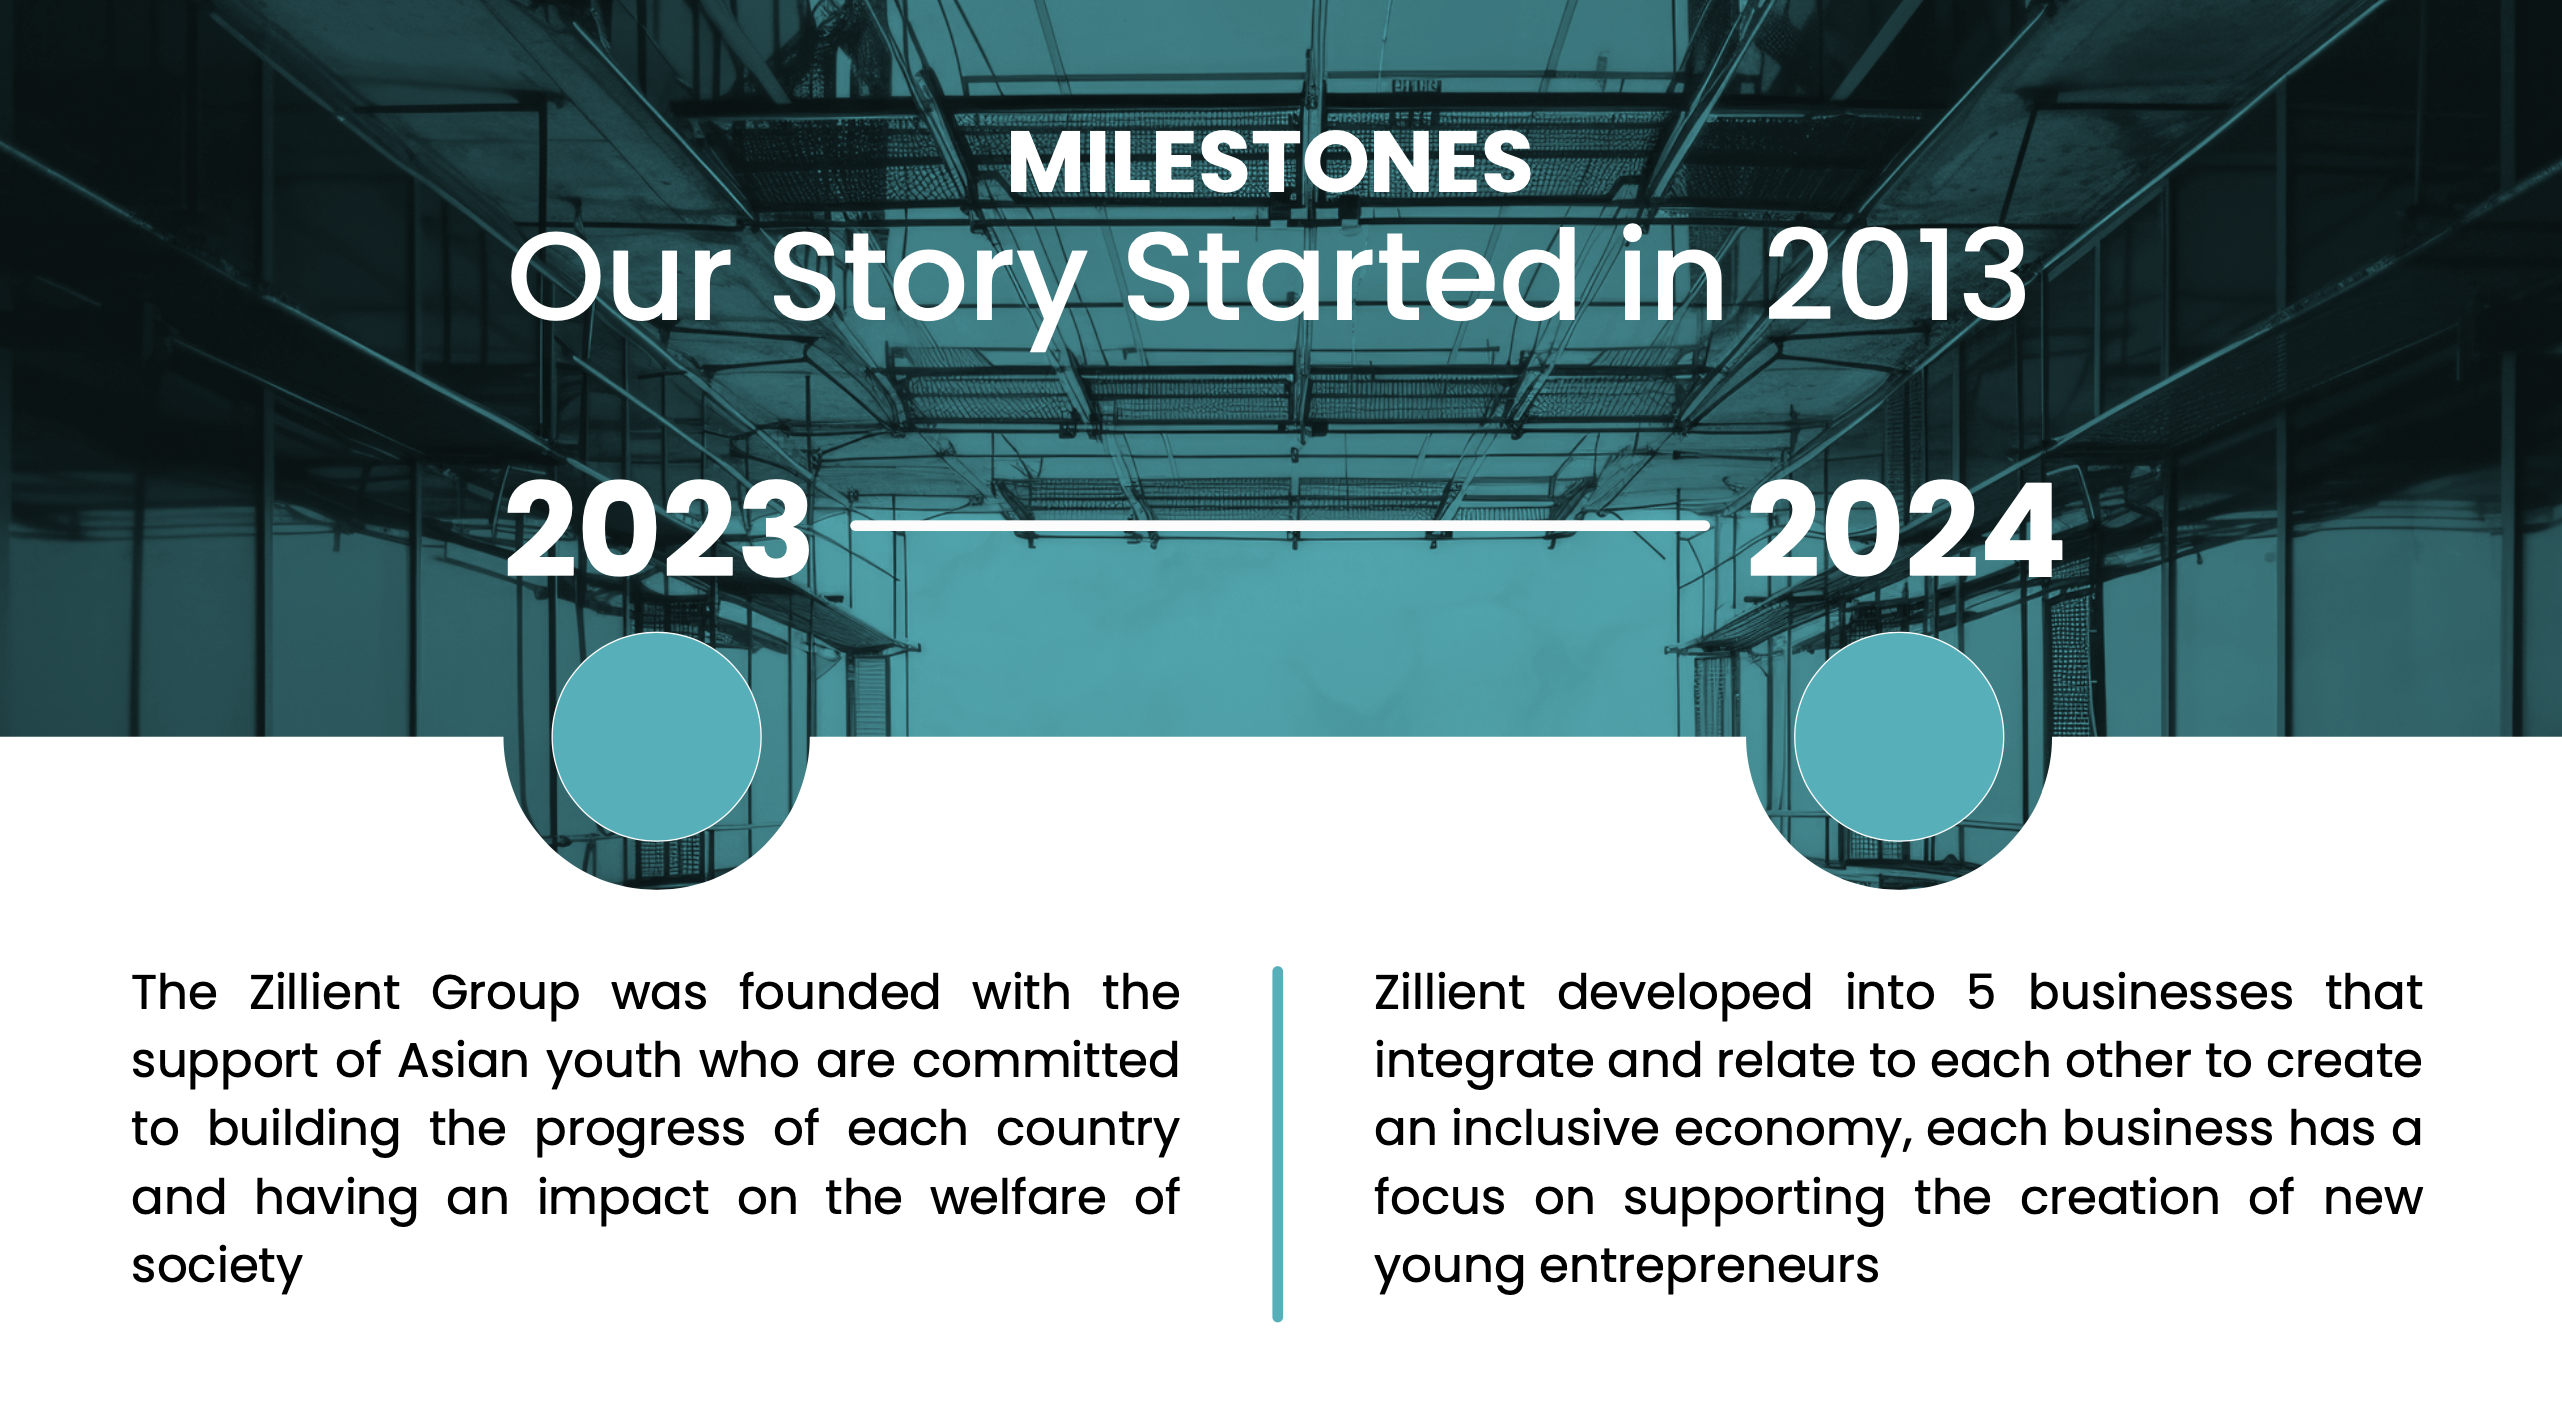 MILESTONES
Our Story Started in 2013
2023
2024
The Zillient Group was founded with the
support of Asian youth who are committed
to building the progress of each country
and having an impact on the welfare of
society
Zillient developed into 5 businesses that
integrate and relate to each other to create
an inclusive economy, each business has a
focus on supporting the creation of new
young entrepreneurs